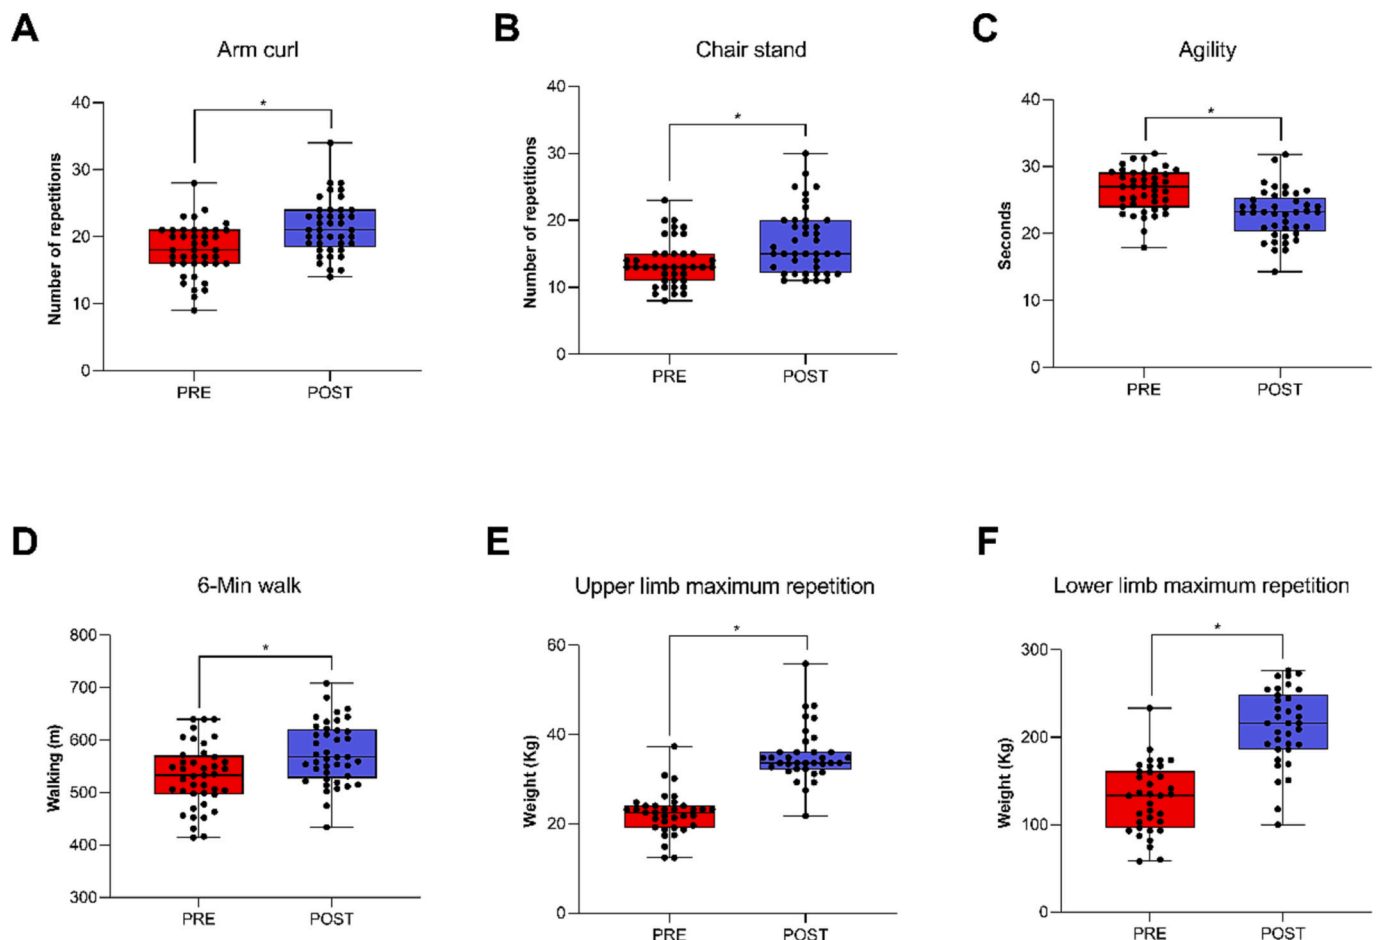 A
Arm curl
Number of repetitions
40
30
20
10
0
*
PRE
POST
B
Chair stand
Number of repetitions
40
30
20
10
0
*
PRE
POST
C
Agility
Seconds
40
30
20
10
0
*
PRE
POST
D
6-Min walk
Walking (m)
800
700
600
500
400
300
*
PRE
POST
E
Upper limb maximum repetition
Weight (Kg)
60
40
20
0
*
PRE
POST
F
Lower limb maximum repetition
Weight (Kg)
300
200
100
0
*
PRE
POST